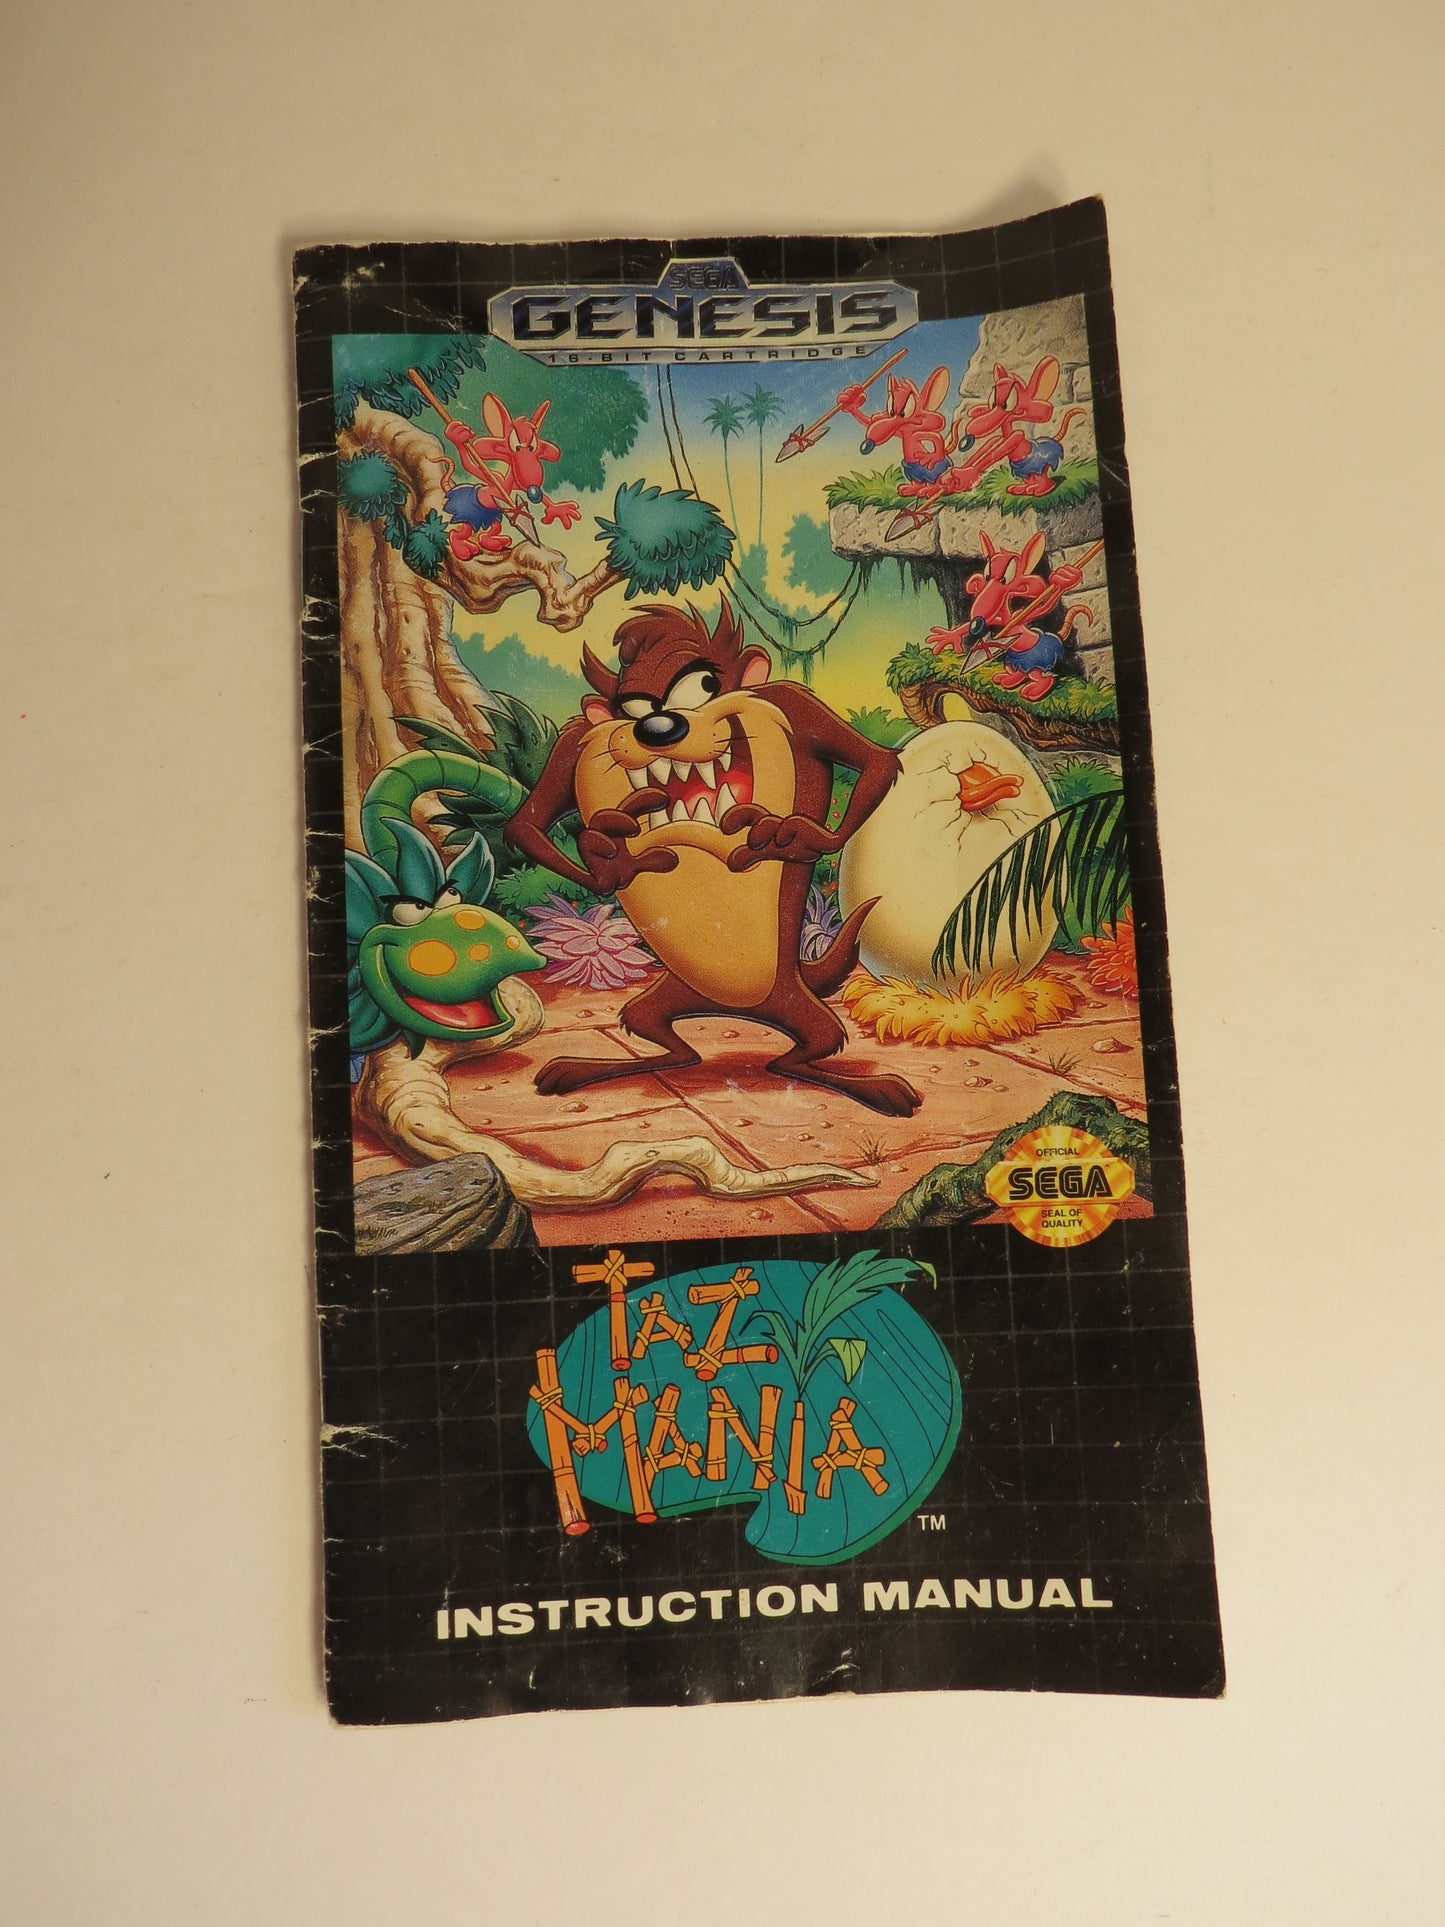 SEGA
GENESIS
16-BIT CARTRIDGE
OFFICIAL
SEGA
SEAL OF
QUALITY
TAZ
MANIA
TM
INSTRUCTION MANUAL